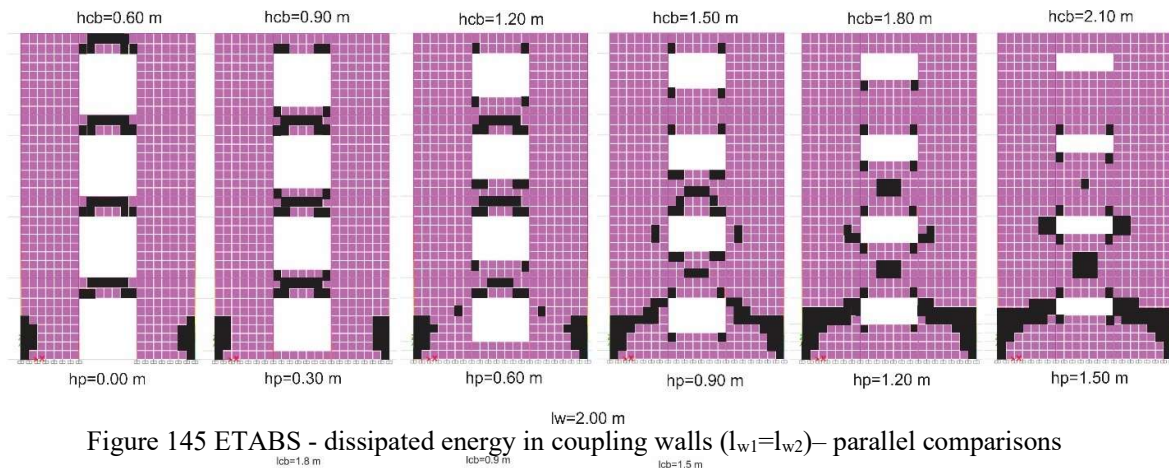 hcb=0.60 m hcb=0.90 m hcb=1.20 m hcb=1.50 m hcb=1.80 m hcb=2.10 m
hp=0.00 m hp=0.30 m hp=0.60 m hp=0.90 m hp=1.20 m hp=1.50 m
lw=2.00 m
Figure 145 ETABS - dissipated energy in coupling walls (lw1=lw2)– parallel comparisons
lcb=1.8 m lcb=0.9 m lcb=1.5 m